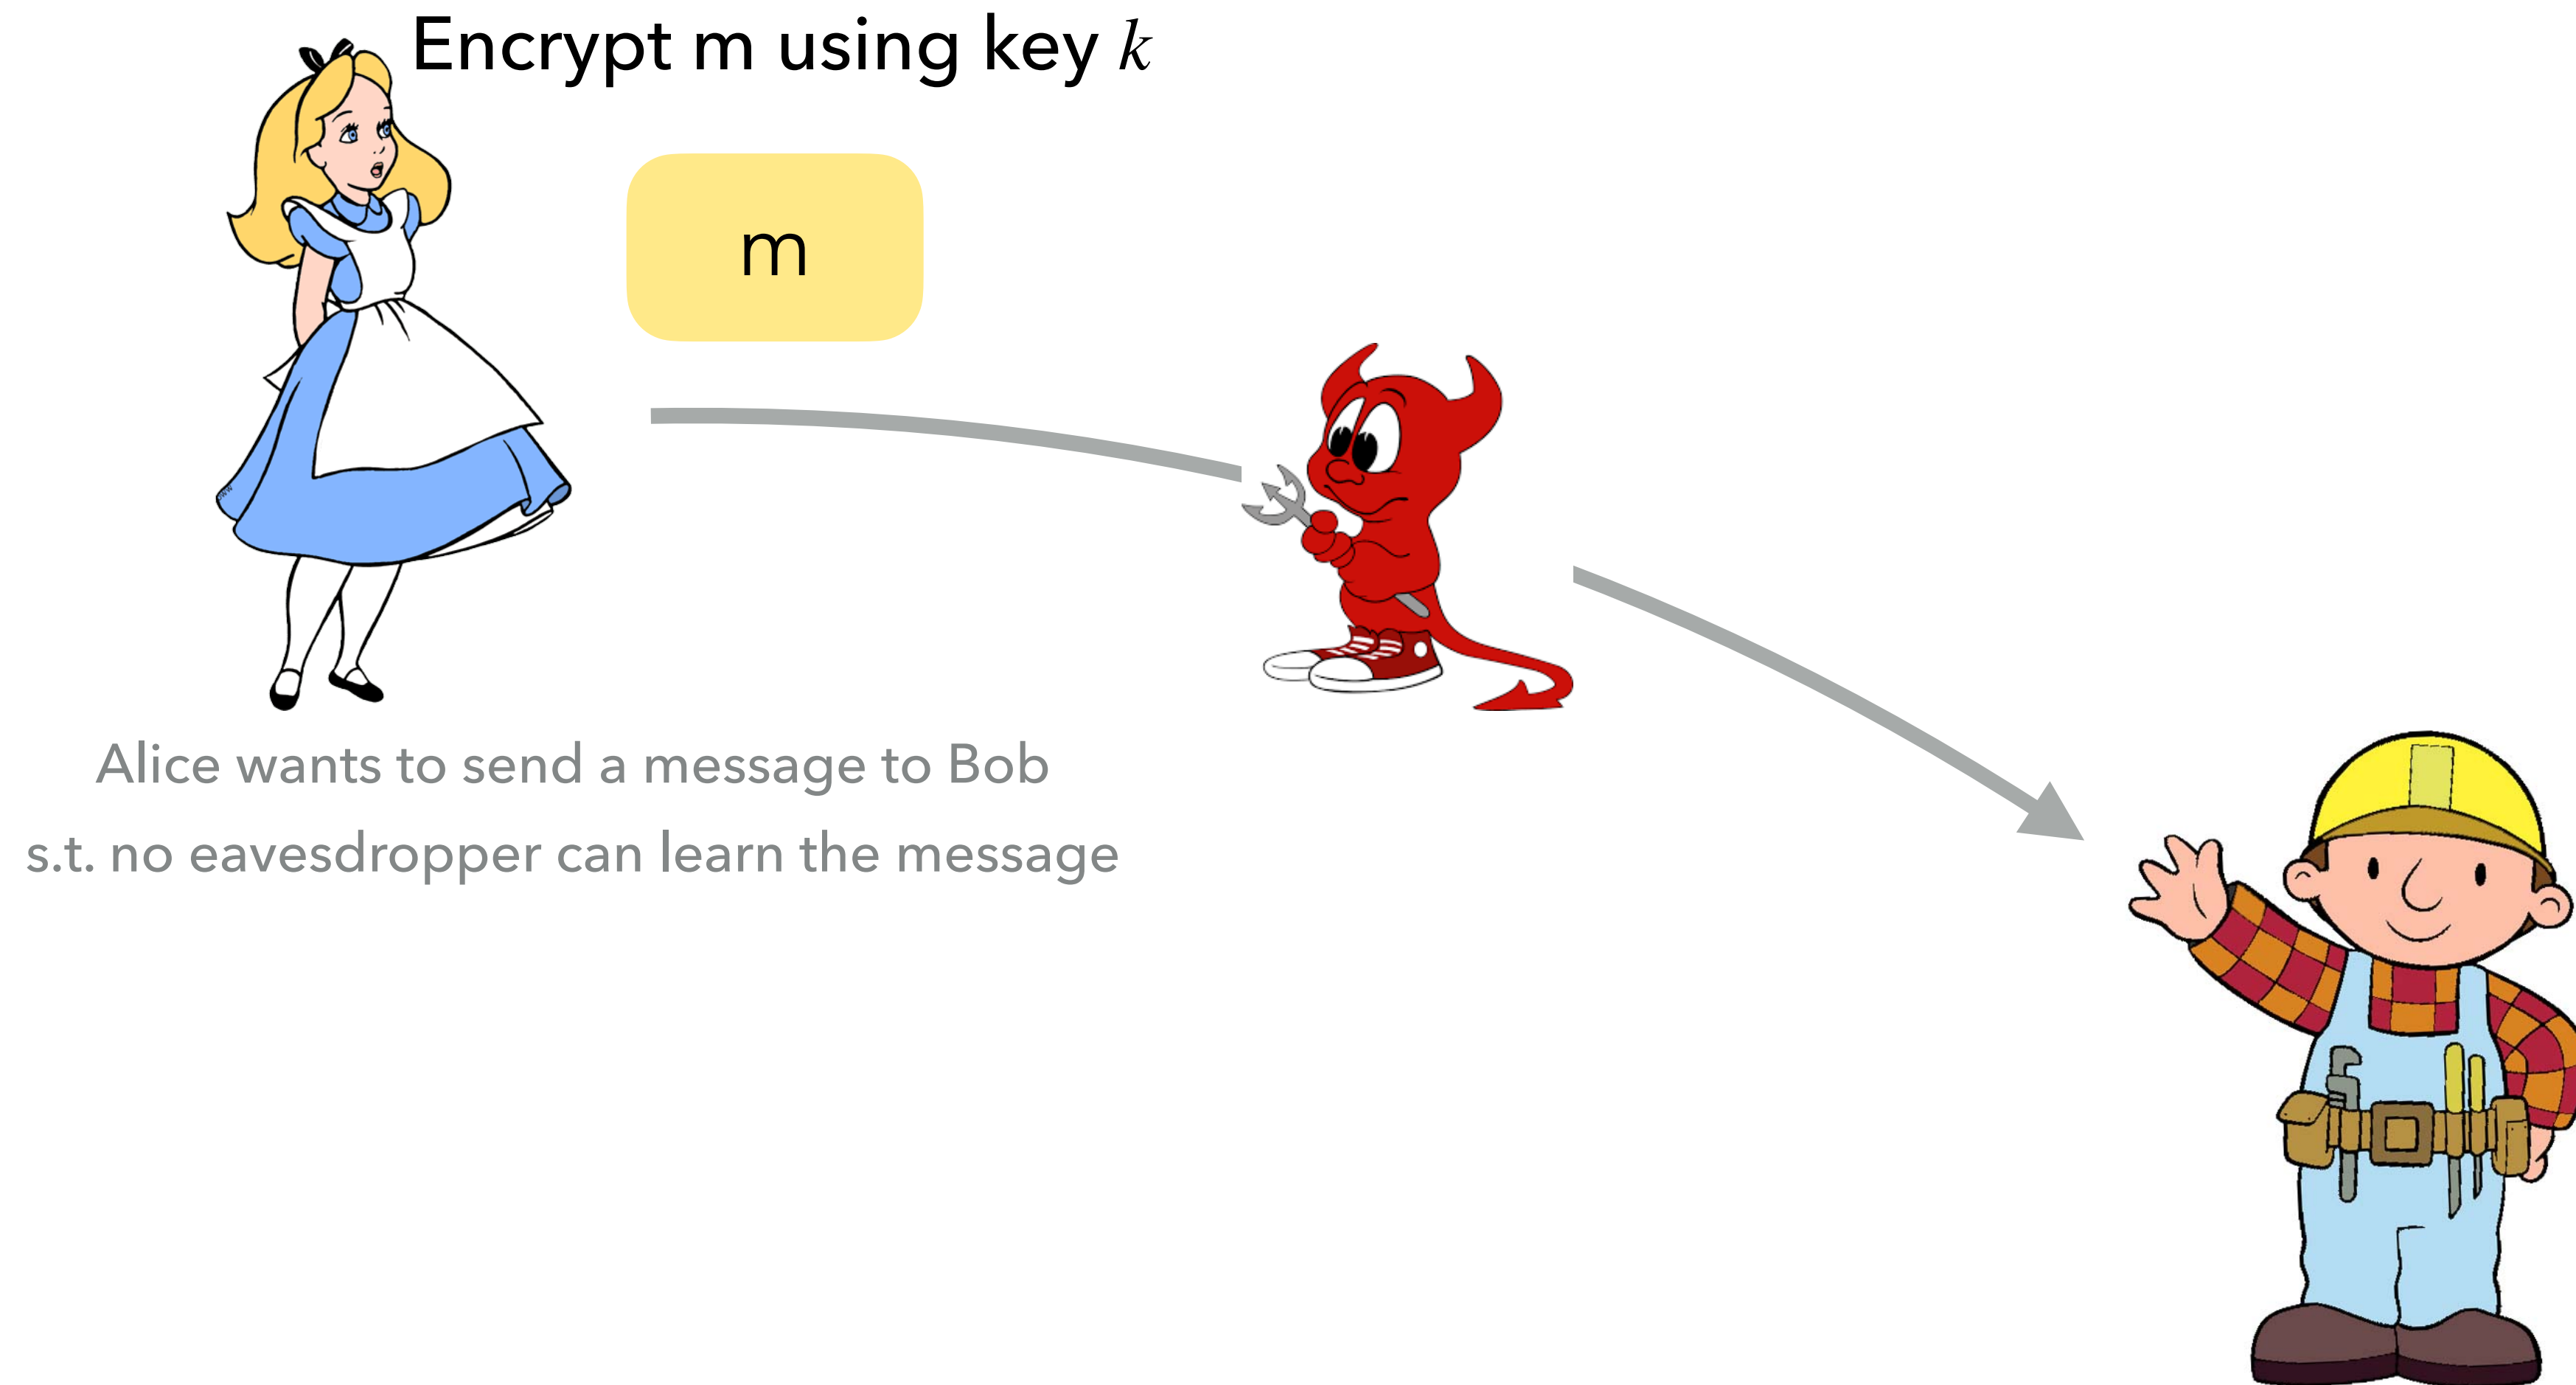 Encrypt m using key k
m
Alice wants to send a message to Bob
s.t. no eavesdropper can learn the message